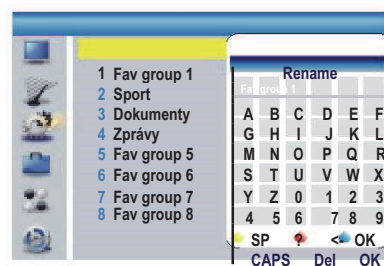 1 Fav group 1
2 Sport
3 Dokumenty
4 Zprávy
5 Fav group 5
6 Fav group 6
7 Fav group 7
8 Fav group 8
Rename
Fav group 1
A B C D E F
G H I J K L
M N O P Q R
S T U V W X
Y Z 0 1 2 3
4 5 6 7 8 9
SP ? < OK
CAPS Del OK